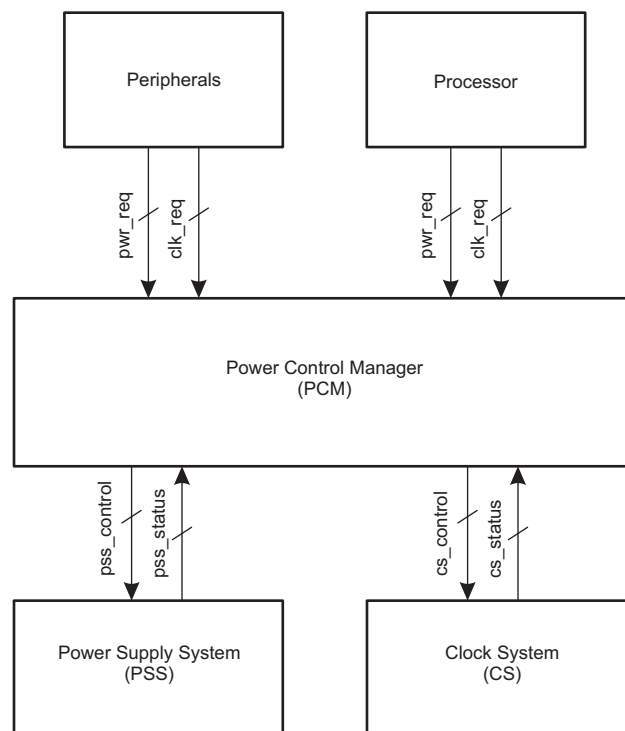 Peripherals
Processor
pwr_req
clk_req
pwr_req
clk_req
Power Control Manager
(PCM)
pss_control
pss_status
cs_control
cs_status
Power Supply System
(PSS)
Clock System
(CS)